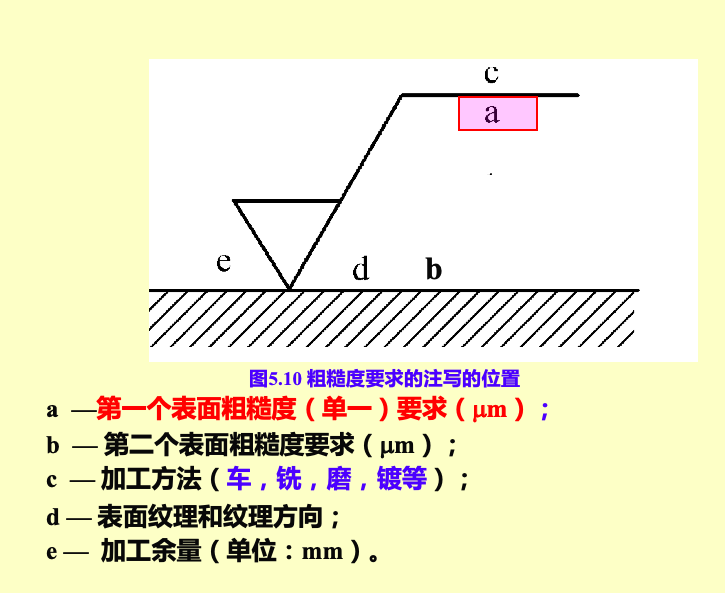 c
a
e
d
b
图5.10 粗糙度要求的注写的位置
a —第一个表面粗糙度（单一）要求（μm）；
b — 第二个表面粗糙度要求（μm）；
c — 加工方法（车，铣，磨，镀等）；
d — 表面纹理和纹理方向；
e — 加工余量（单位：mm）。